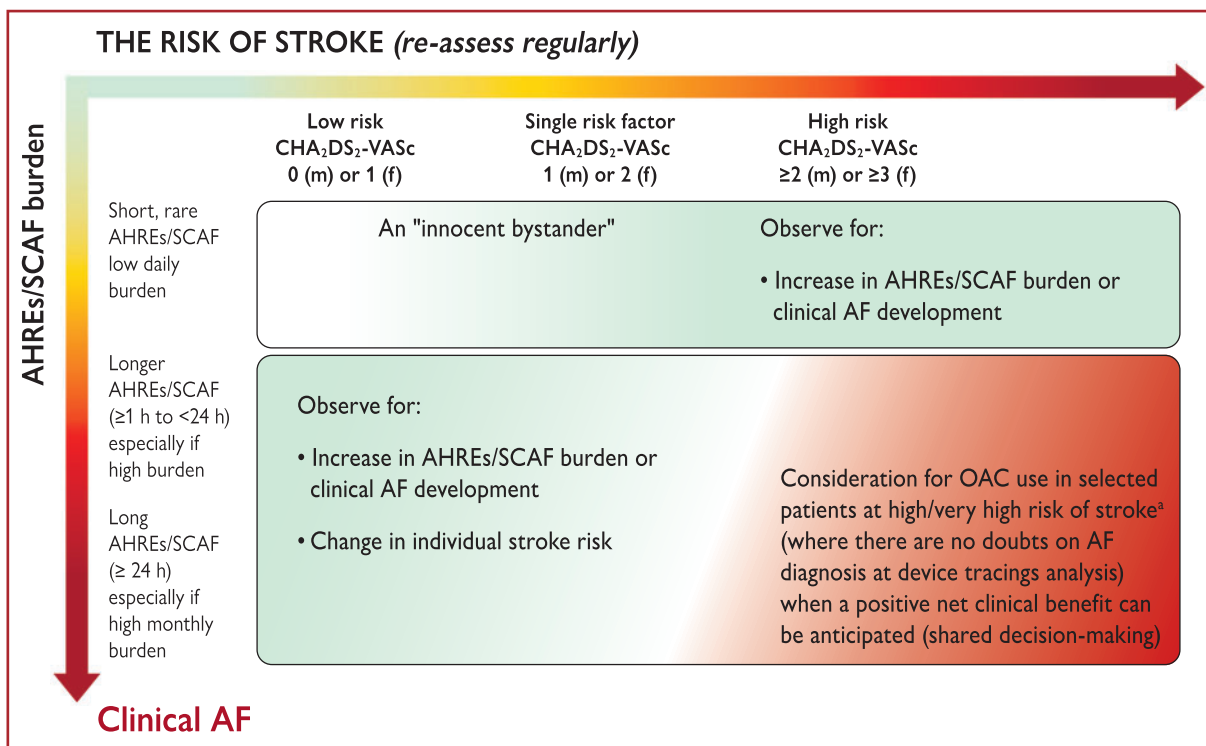 THE RISK OF STROKE (re-assess regularly)
AHREs/SCAF burden
Low risk
CHA₂DS₂-VASc
0 (m) or 1 (f)
Single risk factor
CHA₂DS₂-VASc
1 (m) or 2 (f)
High risk
CHA₂DS₂-VASc
≥2 (m) or ≥3 (f)
Short, rare
AHREs/SCAF
low daily
burden
An "innocent bystander"
Observe for:
• Increase in AHREs/SCAF burden or
clinical AF development
Longer
AHREs/SCAF
(≥1 h to <24 h)
especially if
high burden
Long
AHREs/SCAF
(≥ 24 h)
especially if
high monthly
burden
Observe for:
• Increase in AHREs/SCAF burden or
clinical AF development
• Change in individual stroke risk
Consideration for OAC use in selected
patients at high/very high risk of strokeᵃ
(where there are no doubts on AF
diagnosis at device tracings analysis)
when a positive net clinical benefit can
be anticipated (shared decision-making)
Clinical AF